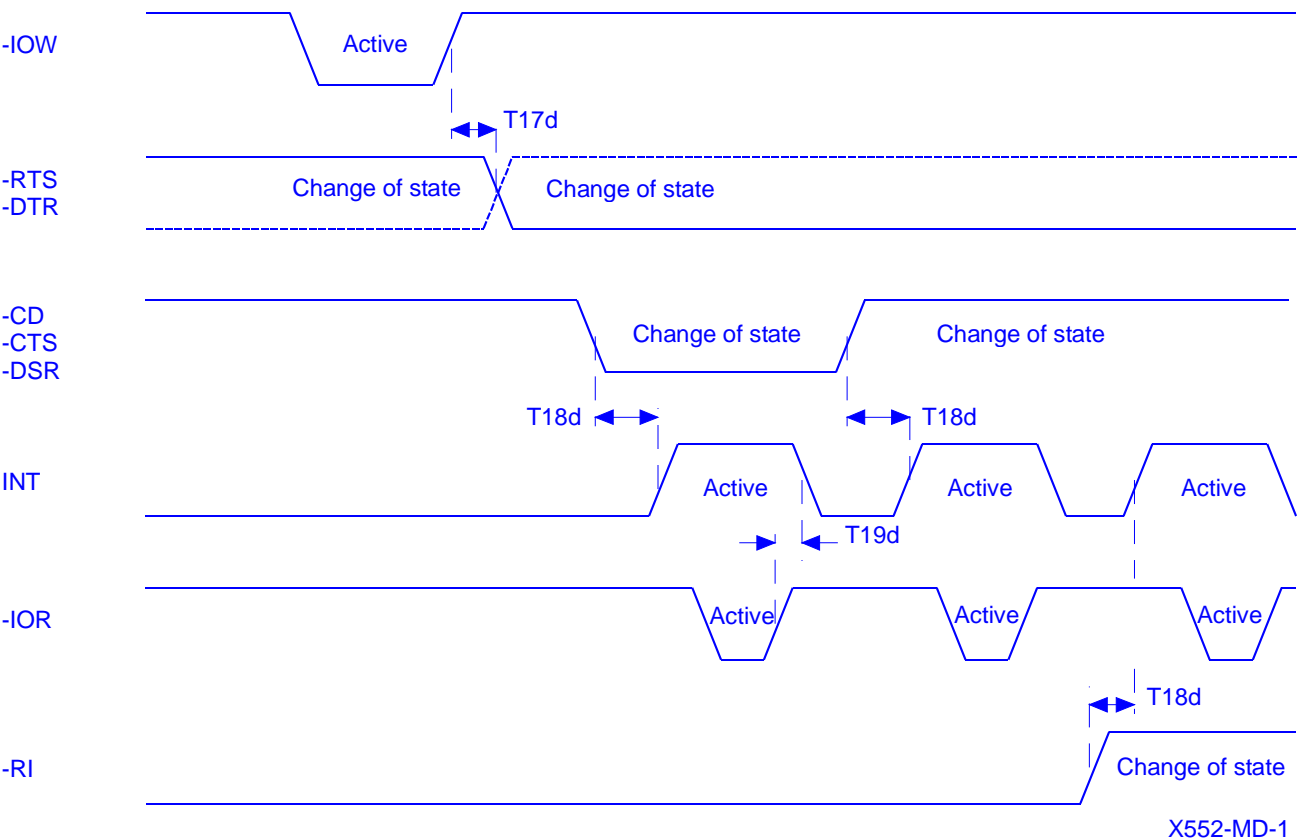 -IOW
Active
T17d
-RTS
-DTR
Change of state
Change of state
-CD
-CTS
-DSR
Change of state
Change of state
T18d
T18d
INT
Active
Active
Active
T19d
-IOR
Active
Active
Active
T18d
-RI
Change of state
X552-MD-1